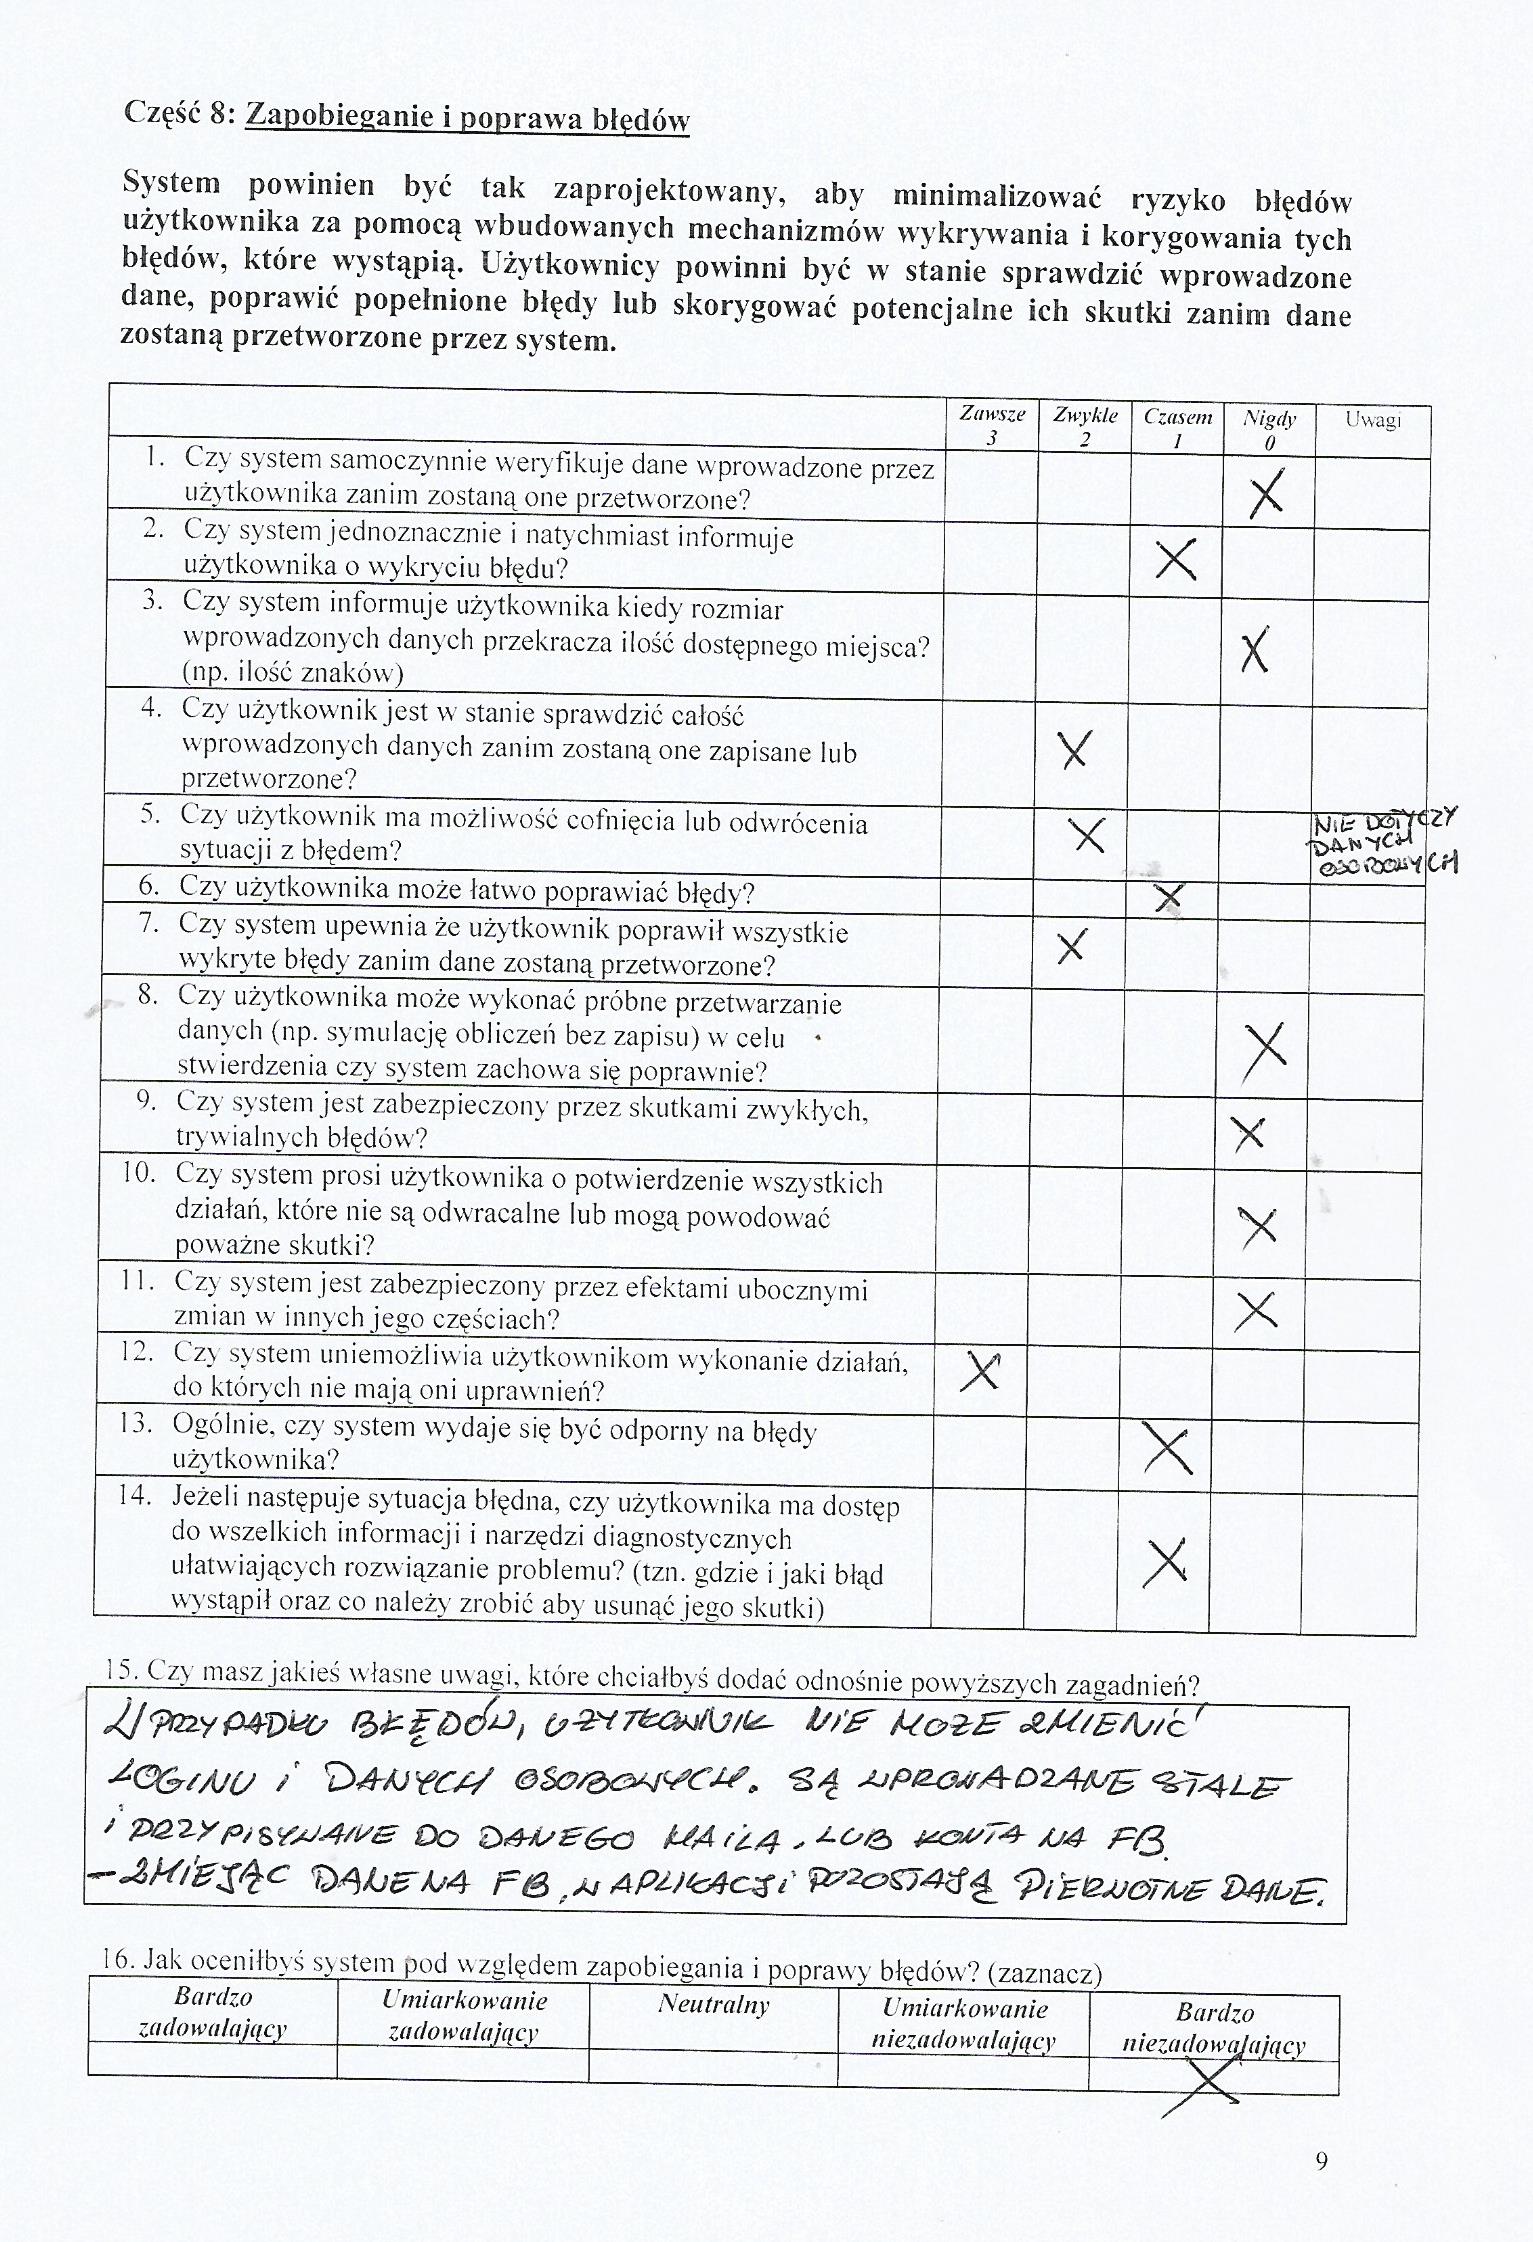 Część 8: Zapobieganie i poprawa błędów
System powinien być tak zaprojektowany, aby minimalizować ryzyko błędów
użytkownika za pomocą wbudowanych mechanizmów wykrywania i korygowania tych
błędów, które wystąpią. Użytkownicy powinni być w stanie sprawdzić wprowadzone
dane, poprawić popełnione błędy lub skorygować potencjalne ich skutki zanim dane
zostaną przetworzone przez system.
Zawsze Zwykle Czasem Nigdy Uwagi
3 2 1 0
1. Czy system samoczynnie weryfikuje dane wprowadzone przez
użytkownika zanim zostaną one przetworzone? X
2. Czy system jednoznacznie i natychmiast informuje
użytkownika o wykryciu błędu? X
3. Czy system informuje użytkownika kiedy rozmiar
wprowadzonych danych przekracza ilość dostępnego miejsca? X
(np. ilość znaków)
4. Czy użytkownik jest w stanie sprawdzić całość
wprowadzonych danych zanim zostaną one zapisane lub X
przetworzone?
5. Czy użytkownik ma możliwość cofnięcia lub odwrócenia X NIE DOTYCZY
sytuacji z błędem? DANYCH
OSOBOWYCH
6. Czy użytkownika może łatwo poprawiać błędy? X
7. Czy system upewnia że użytkownik poprawił wszystkie X
wykryte błędy zanim dane zostaną przetworzone?
8. Czy użytkownika może wykonać próbne przetwarzanie
danych (np. symulację obliczeń bez zapisu) w celu X
stwierdzenia czy system zachowa się poprawnie?
9. Czy system jest zabezpieczony przez skutkami zwykłych,
trywialnych błędów? X
10. Czy system prosi użytkownika o potwierdzenie wszystkich
działań, które nie są odwracalne lub mogą powodować X
poważne skutki?
11. Czy system jest zabezpieczony przez efektami ubocznymi
zmian w innych jego częściach? X
12. Czy system uniemożliwia użytkownikom wykonanie działań, X
do których nie mają oni uprawnień?
13. Ogólnie, czy system wydaje się być odporny na błędy X
użytkownika?
14. Jeżeli następuje sytuacja błędna, czy użytkownika ma dostęp
do wszelkich informacji i narzędzi diagnostycznych
ułatwiających rozwiązanie problemu? (tzn. gdzie i jaki błąd X
wystąpił oraz co należy zrobić aby usunąć jego skutki)
15. Czy masz jakieś własne uwagi, które chciałbyś dodać odnośnie powyższych zagadnień?
W PRZYPADKU BŁĘDÓW, UŻYTKOWNIK NIE MOŻE ZMIENIĆ
LOGINU I DANYCH OSOBOWYCH. SĄ WPROWADZANE STALE
I PRZYPISYWANE DO DANEGO MAILA, LUB KONTA NA FB.
– ZMIEJĄC DANE NA FB, W APLIKACJI POZOSTAJĄ PIERWOTNE DANE.
16. Jak oceniłbyś system pod względem zapobiegania i poprawy błędów? (zaznacz)
Bardzo Umiarkowanie Neutralny Umiarkowanie Bardzo
zadowalający zadowalający niezadowalający niezadowalający
X
9